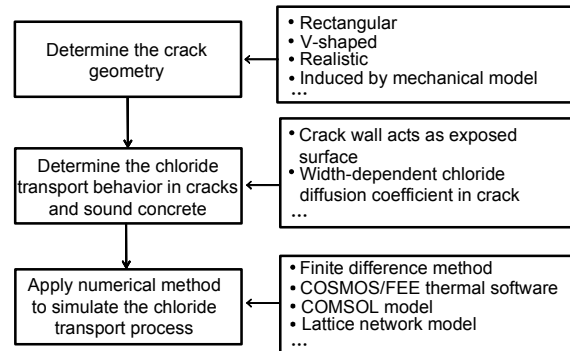 Determine the crack
geometry
• Rectangular
• V-shaped
• Realistic
• Induced by mechanical model
...
Determine the chloride
transport behavior in cracks
and sound concrete
• Crack wall acts as exposed
surface
• Width-dependent chloride
diffusion coefficient in crack
...
Apply numerical method
to simulate the chloride
transport process
• Finite difference method
• COSMOS/FEE thermal software
• COMSOL model
• Lattice network model
...